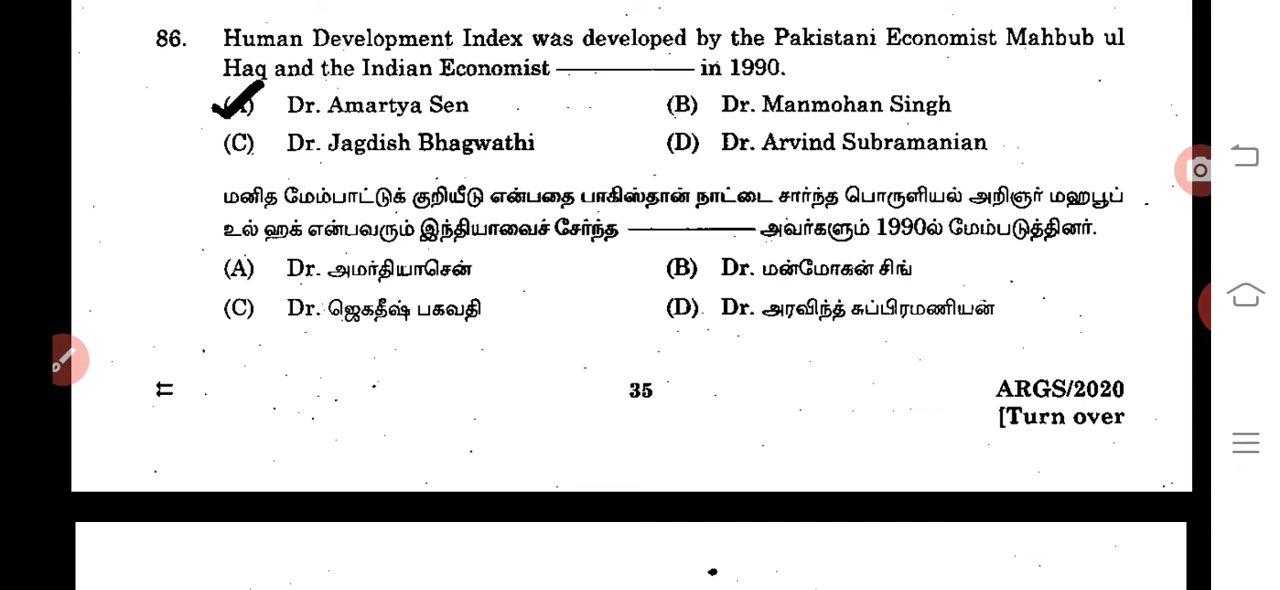 86. Human Development Index was developed by the Pakistani Economist Mahbub ul
Haq and the Indian Economist ———— in 1990.
(A) Dr. Amartya Sen (B) Dr. Manmohan Singh
(C) Dr. Jagdish Bhagwathi (D) Dr. Arvind Subramanian
மனித மேம்பாட்டுக் குறியீடு என்பதை பாகிஸ்தான் நாட்டை சார்ந்த பொருளியல் அறிஞர் மஹபூப்
உல் ஹக் என்பவரும் இந்தியாவைச் சேர்ந்த ———— அவர்களும் 1990ல் மேம்படுத்தினர்.
(A) Dr. அமர்தியாசென் (B) Dr. மன்மோகன் சிங்
(C) Dr. ஜெகதீஷ் பகவதி (D) Dr. அரவிந்த் சுப்பிரமணியன்
35 ARGS/2020
[Turn over